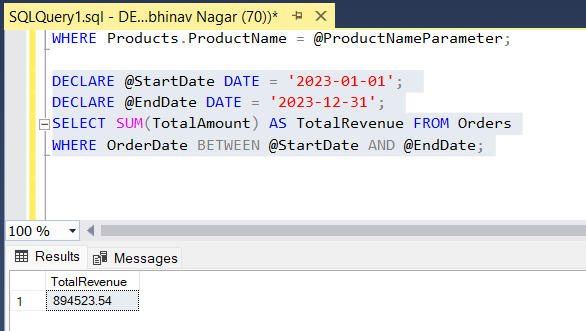 SQLQuery1.sql - DE...bhinav Nagar (70))*
WHERE Products.ProductName = @ProductNameParameter;
DECLARE @StartDate DATE = '2023-01-01';
DECLARE @EndDate DATE = '2023-12-31';
SELECT SUM(TotalAmount) AS TotalRevenue FROM Orders
WHERE OrderDate BETWEEN @StartDate AND @EndDate;
100 %
Results Messages
TotalRevenue
1 894523.54